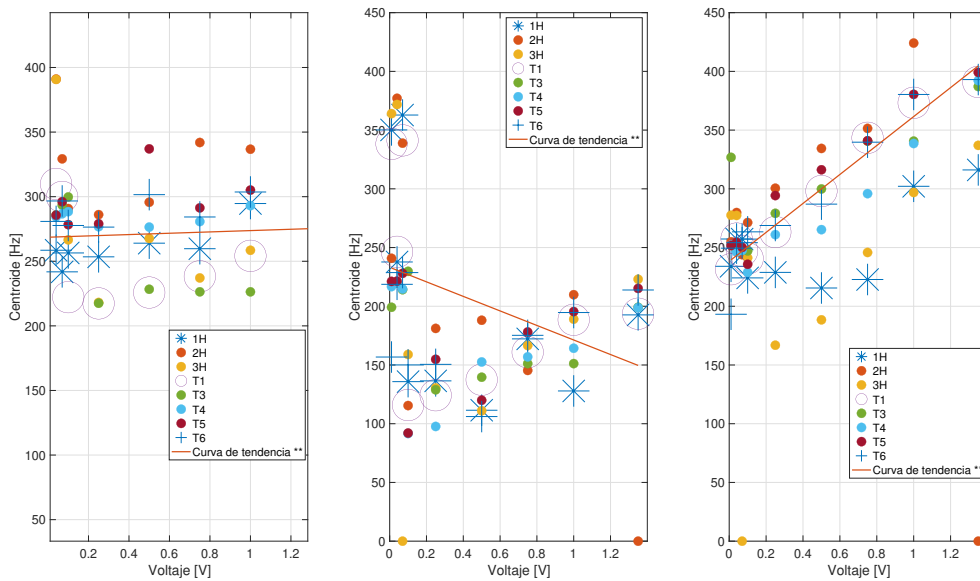 400
350
300
250
200
150
100
50
Centroide [Hz]
0.2 0.4 0.6 0.8 1 1.2
Voltaje [V]
1H
2H
3H
T1
T3
T4
T5
T6
Curva de tendencia **
450
400
350
300
250
200
150
100
50
0
Centroide [Hz]
0 0.2 0.4 0.6 0.8 1 1.2 1.4
Voltaje [V]
1H
2H
3H
T1
T3
T4
T5
T6
Curva de tendencia **
450
400
350
300
250
200
150
100
50
0
Centroide [Hz]
0 0.2 0.4 0.6 0.8 1 1.2
Voltaje [V]
1H
2H
3H
T1
T3
T4
T5
T6
Curva de tendencia *